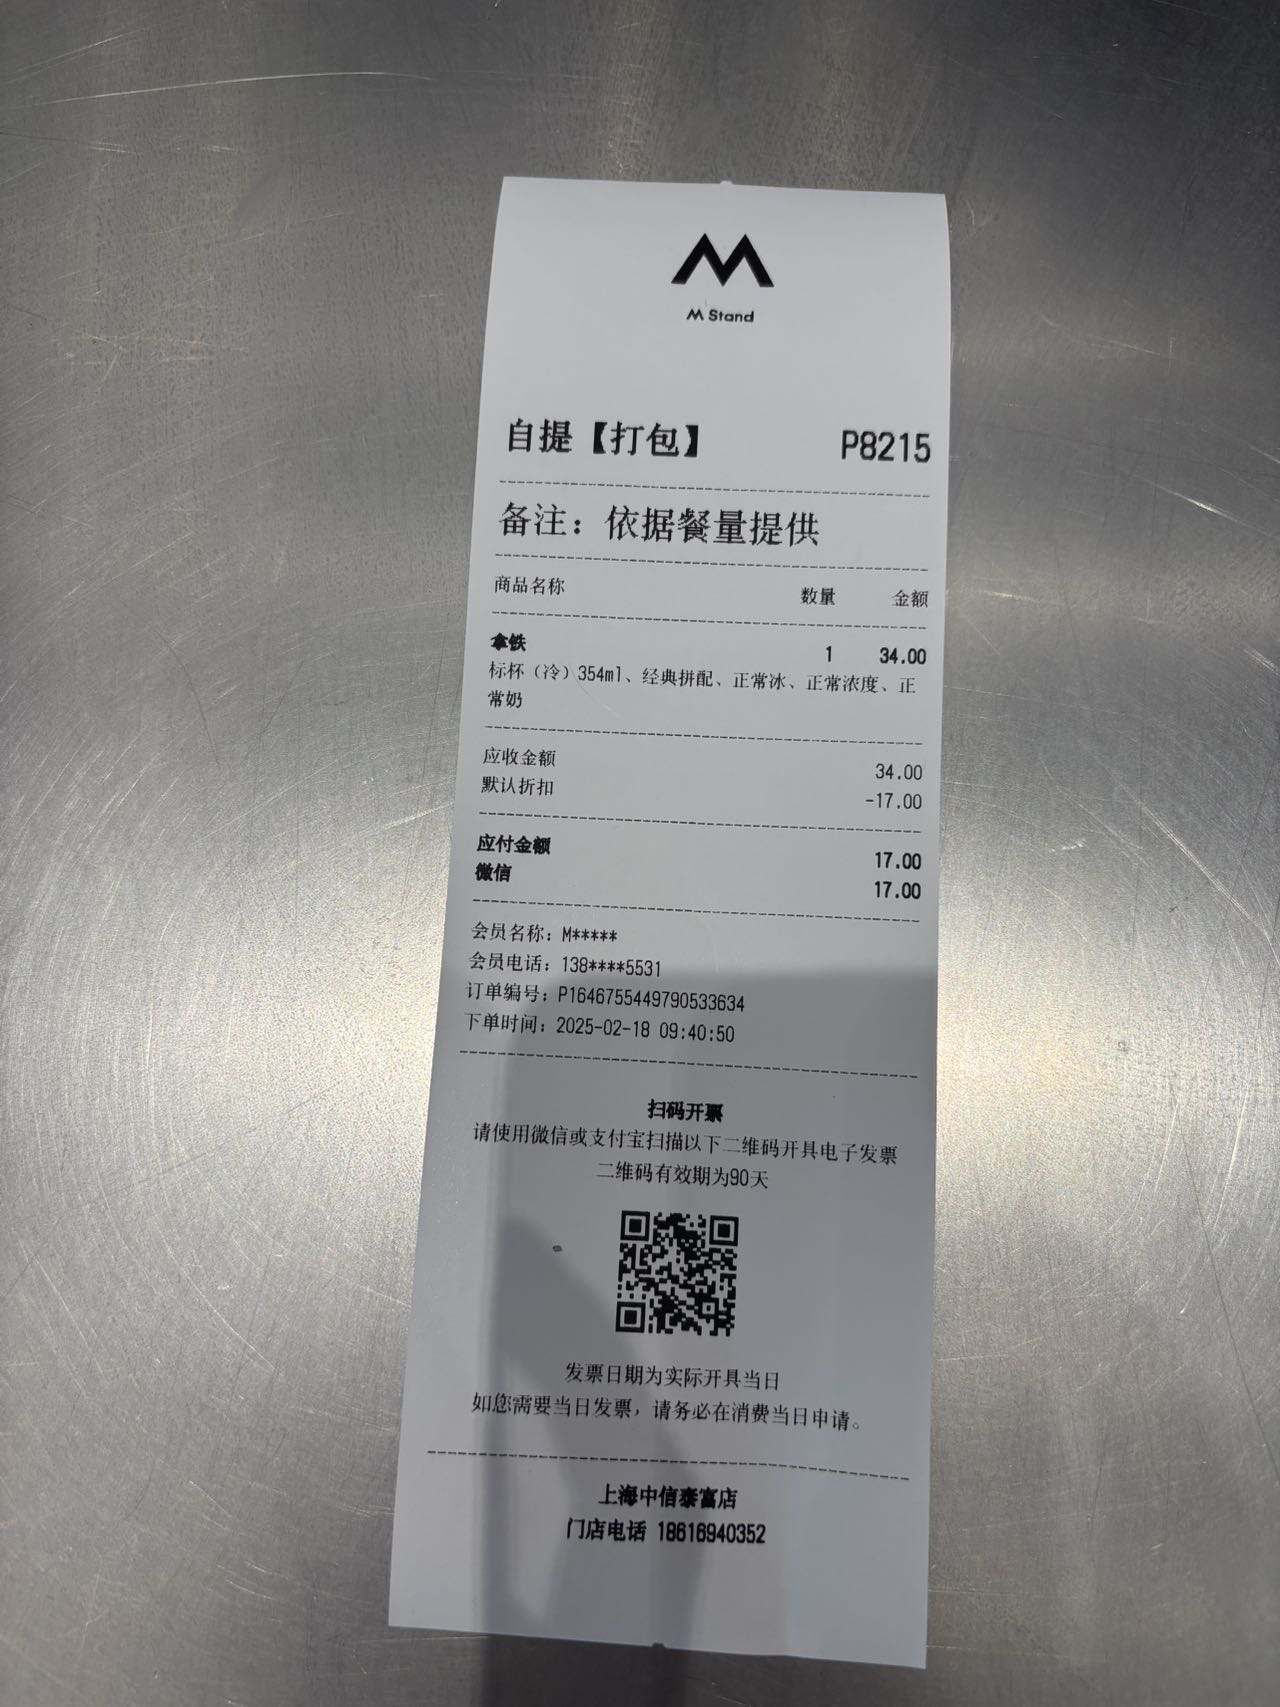 M Stand
自提【打包】 P8215
备注：依据餐量提供
商品名称 数量 金额
拿铁 1 34.00
标杯（冷）354ml、经典拼配、正常冰、正常浓度、正
常奶
应收金额 34.00
默认折扣 -17.00
应付金额 17.00
微信 17.00
会员名称：M*****
会员电话：138****5531
订单编号：P1646755449790533634
下单时间：2025-02-18 09:40:50
扫码开票
请使用微信或支付宝扫描以下二维码开具电子发票
二维码有效期为90天
发票日期为实际开具当日
如您需要当日发票，请务必在消费当日申请。
上海中信泰富店
门店电话 18616940352